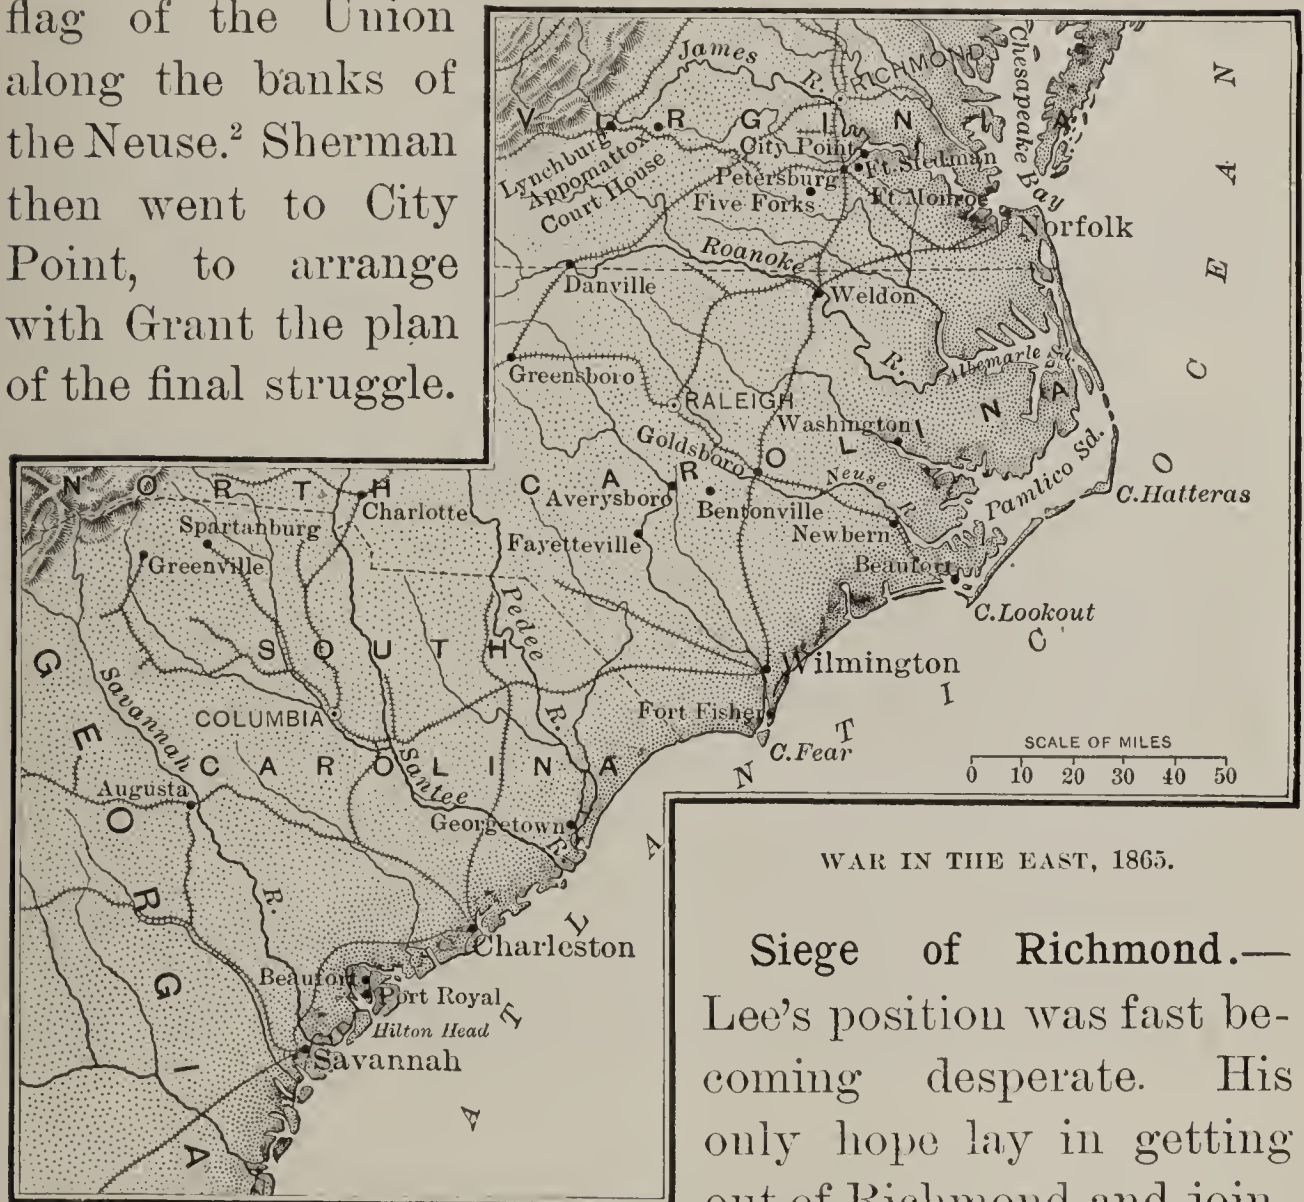 flag of the Union
along the banks of
the Neuse.² Sherman
then went to City
Point, to arrange
with Grant the plan
of the final struggle.
James R.
RICHMOND
Chesapeake Bay
VIRGINIA
Lynchburg
Appomattox
Court House
City Point
Ft. Stedman
Petersburg
Five Forks
Ft. Monroe
Norfolk
Roanoke R.
Danville
Weldon
Greensboro
Albemarle Sd.
RALEIGH
Washington
Goldsboro
Neuse R.
Pamlico Sd.
C. Hatteras
NORTH CAROLINA
Averysboro
Bentonville
Charlotte
Spartanburg
Greenville
Fayetteville
Newbern
Beaufort
C. Lookout
Pedee R.
SOUTH CAROLINA
Wilmington
Fort Fisher
C. Fear
GEORGIA
Savannah R.
COLUMBIA
Santee R.
Augusta
Georgetown
Charleston
Beaufort
Port Royal
Hilton Head
Savannah
ATLANTIC OCEAN
SCALE OF MILES
0 10 20 30 40 50
WAR IN THE EAST, 1865.
Siege of Richmond.—
Lee's position was fast be-
coming desperate. His
only hope lay in getting
out of Richmond and join-